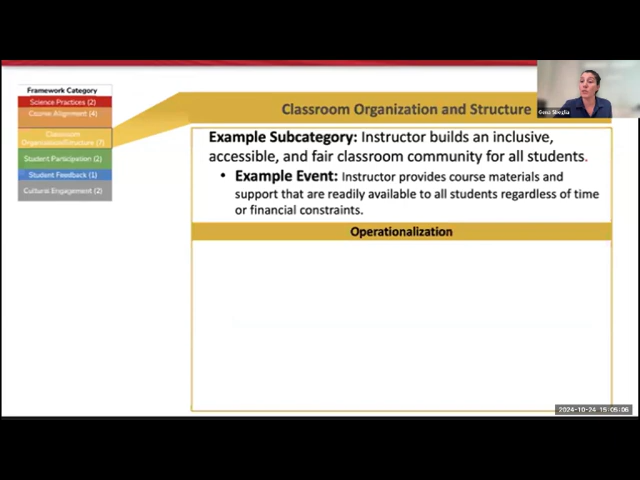 Framework Category
Science Practices (2)
Course Alignment (4)
Classroom
Organization/Structure (7)
Student Participation (2)
Student Feedback (1)
Cultural Engagement (2)
Classroom Organization and Structure
Gena Sbeglia
Example Subcategory: Instructor builds an inclusive,
accessible, and fair classroom community for all students.
• Example Event: Instructor provides course materials and
support that are readily available to all students regardless of time
or financial constraints.
Operationalization
2024-10-24 15:05:06